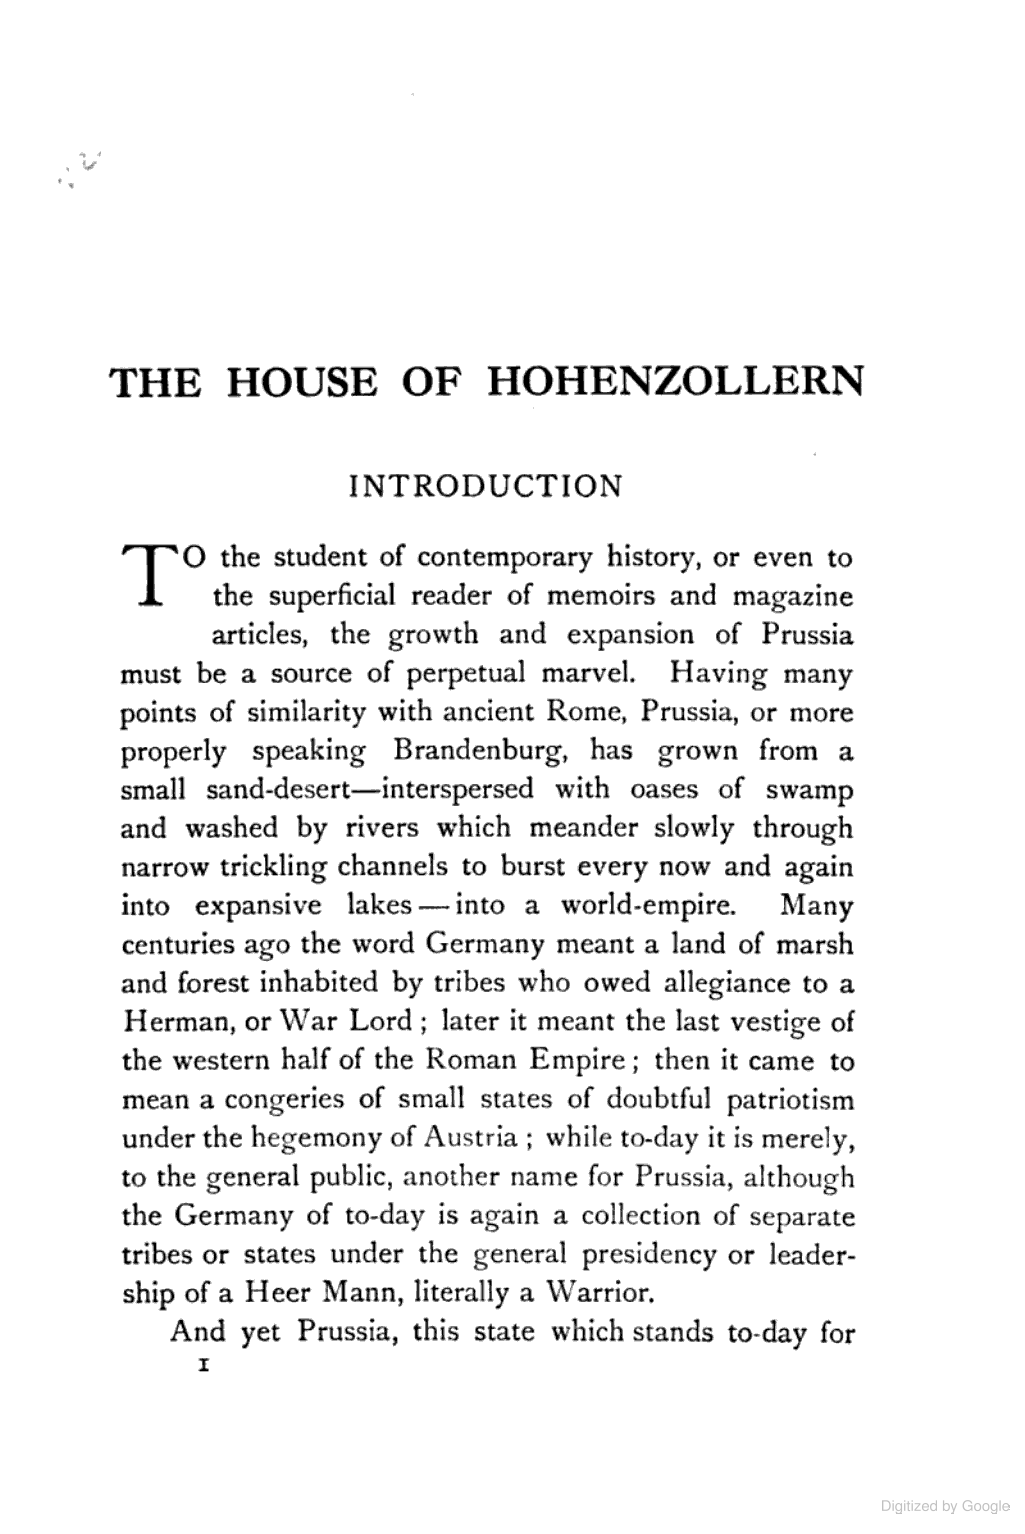 THE HOUSE OF HOHENZOLLERN
INTRODUCTION
TO the student of contemporary history, or even to
the superficial reader of memoirs and magazine
articles, the growth and expansion of Prussia
must be a source of perpetual marvel. Having many
points of similarity with ancient Rome, Prussia, or more
properly speaking Brandenburg, has grown from a
small sand-desert—interspersed with oases of swamp
and washed by rivers which meander slowly through
narrow trickling channels to burst every now and again
into expansive lakes — into a world-empire. Many
centuries ago the word Germany meant a land of marsh
and forest inhabited by tribes who owed allegiance to a
Herman, or War Lord ; later it meant the last vestige of
the western half of the Roman Empire ; then it came to
mean a congeries of small states of doubtful patriotism
under the hegemony of Austria ; while to-day it is merely,
to the general public, another name for Prussia, although
the Germany of to-day is again a collection of separate
tribes or states under the general presidency or leader-
ship of a Heer Mann, literally a Warrior.
And yet Prussia, this state which stands to-day for
I
Digitized by Google